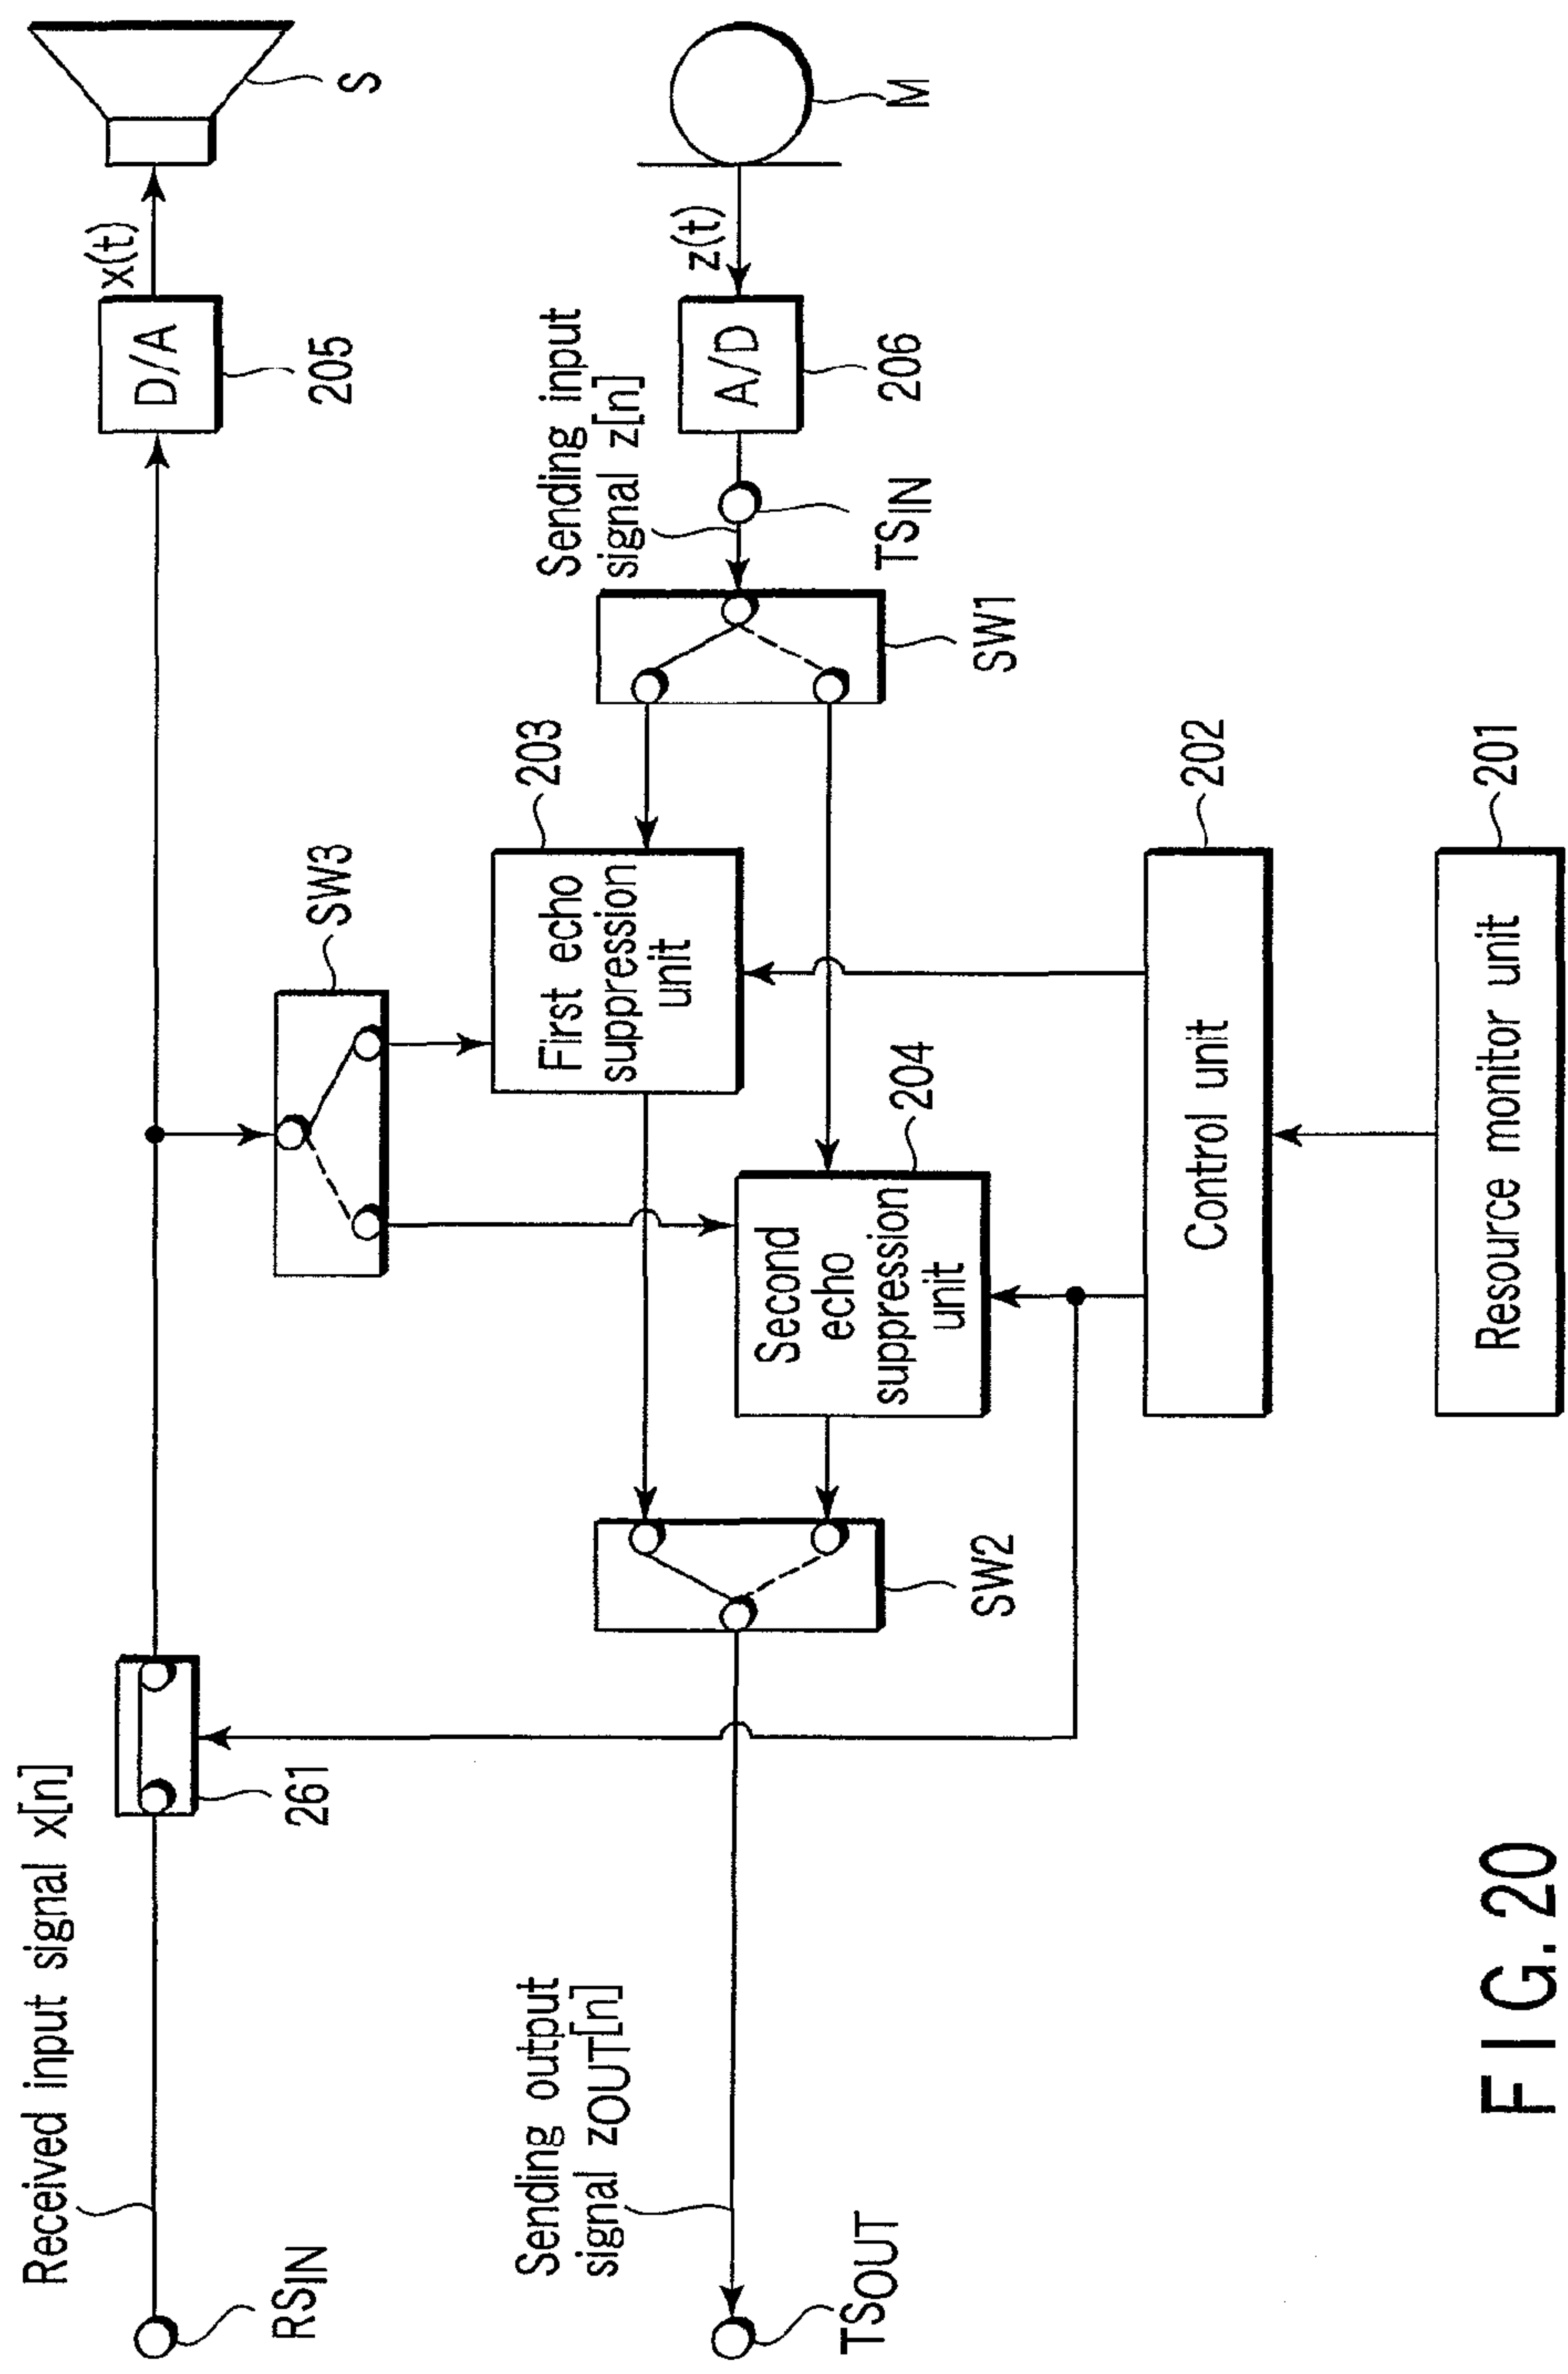 Received input signal x[n]
RSIN
261
SW3
D/A
205
x(t)
S
Sending output
signal zOUT[n]
TSOUT
SW2
First echo
suppression
unit
203
Second
echo
suppression
unit
204
SW1
Sending input
signal z[n]
TSIN
A/D
206
z(t)
M
Control unit
202
Resource monitor unit
201
FIG. 20